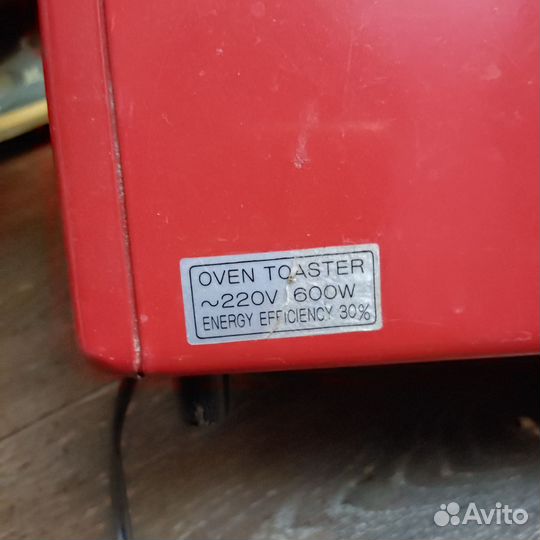 OVEN TOASTER
~220V 600W
ENERGY EFFICIENCY 30%
Avito